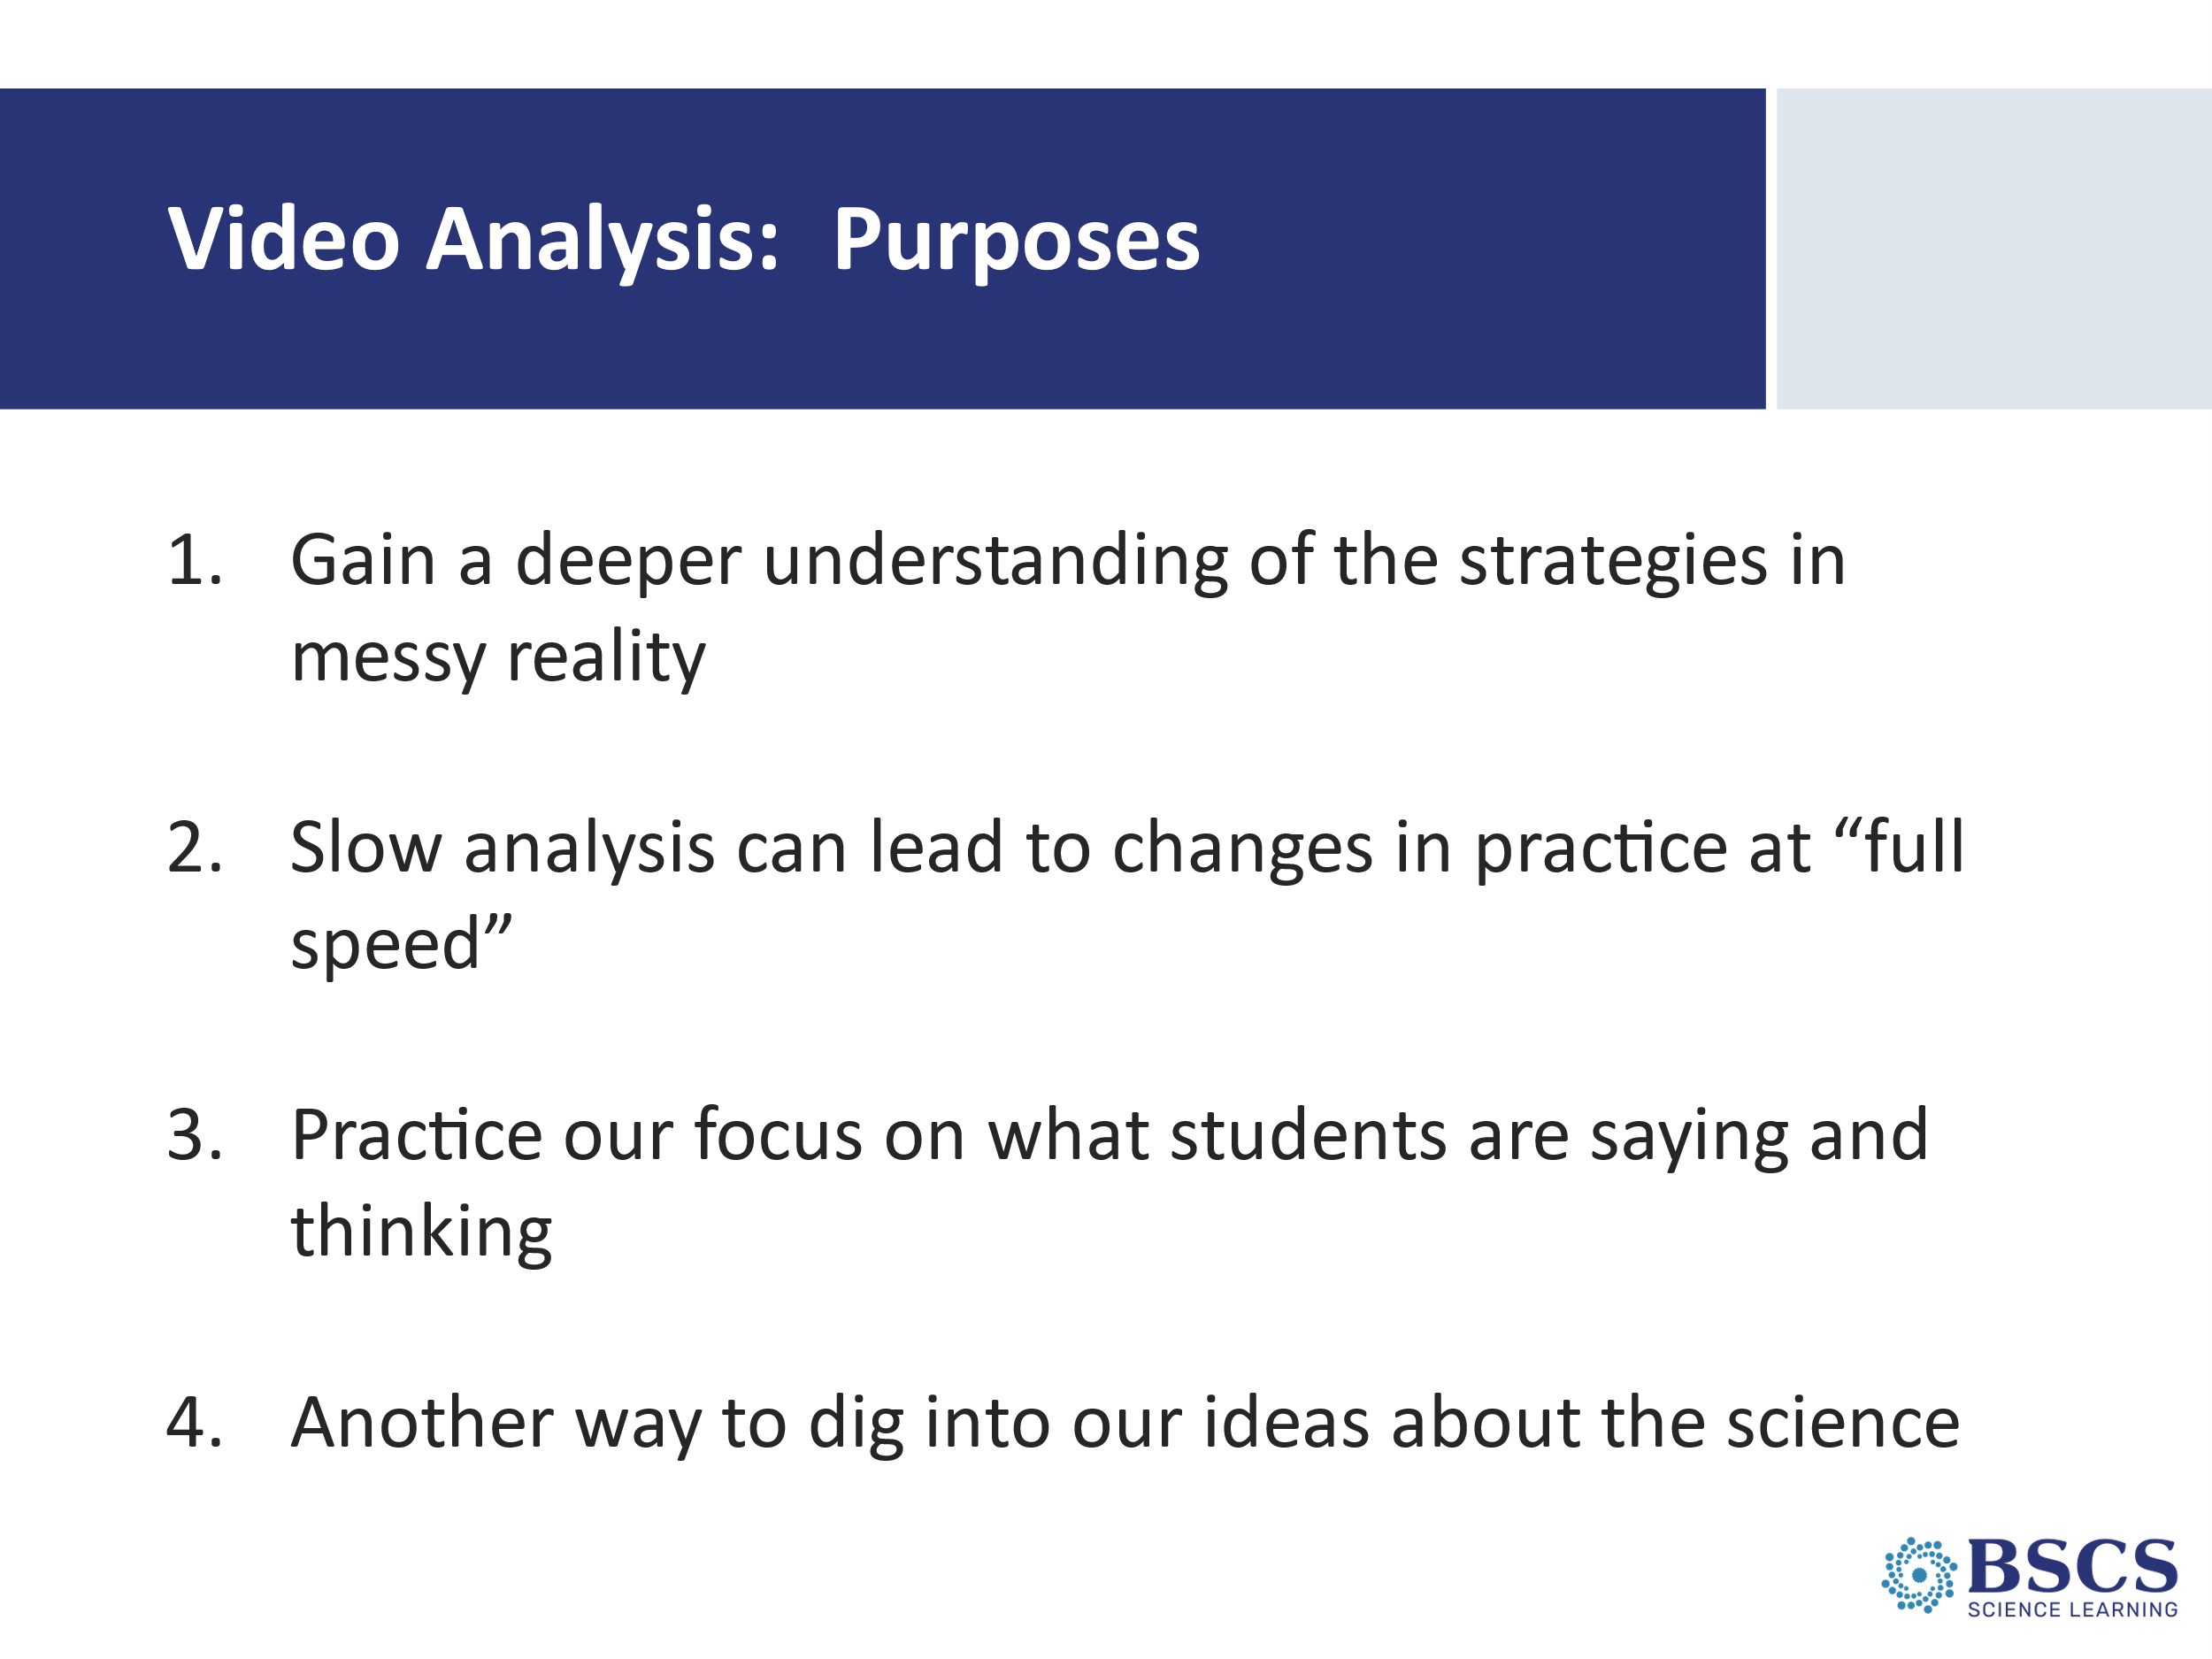 Video Analysis:  Purposes
1. Gain a deeper understanding of the strategies in
messy reality
2. Slow analysis can lead to changes in practice at “full
speed”
3. Practice our focus on what students are saying and
thinking
4. Another way to dig into our ideas about the science
BSCS
SCIENCE LEARNING